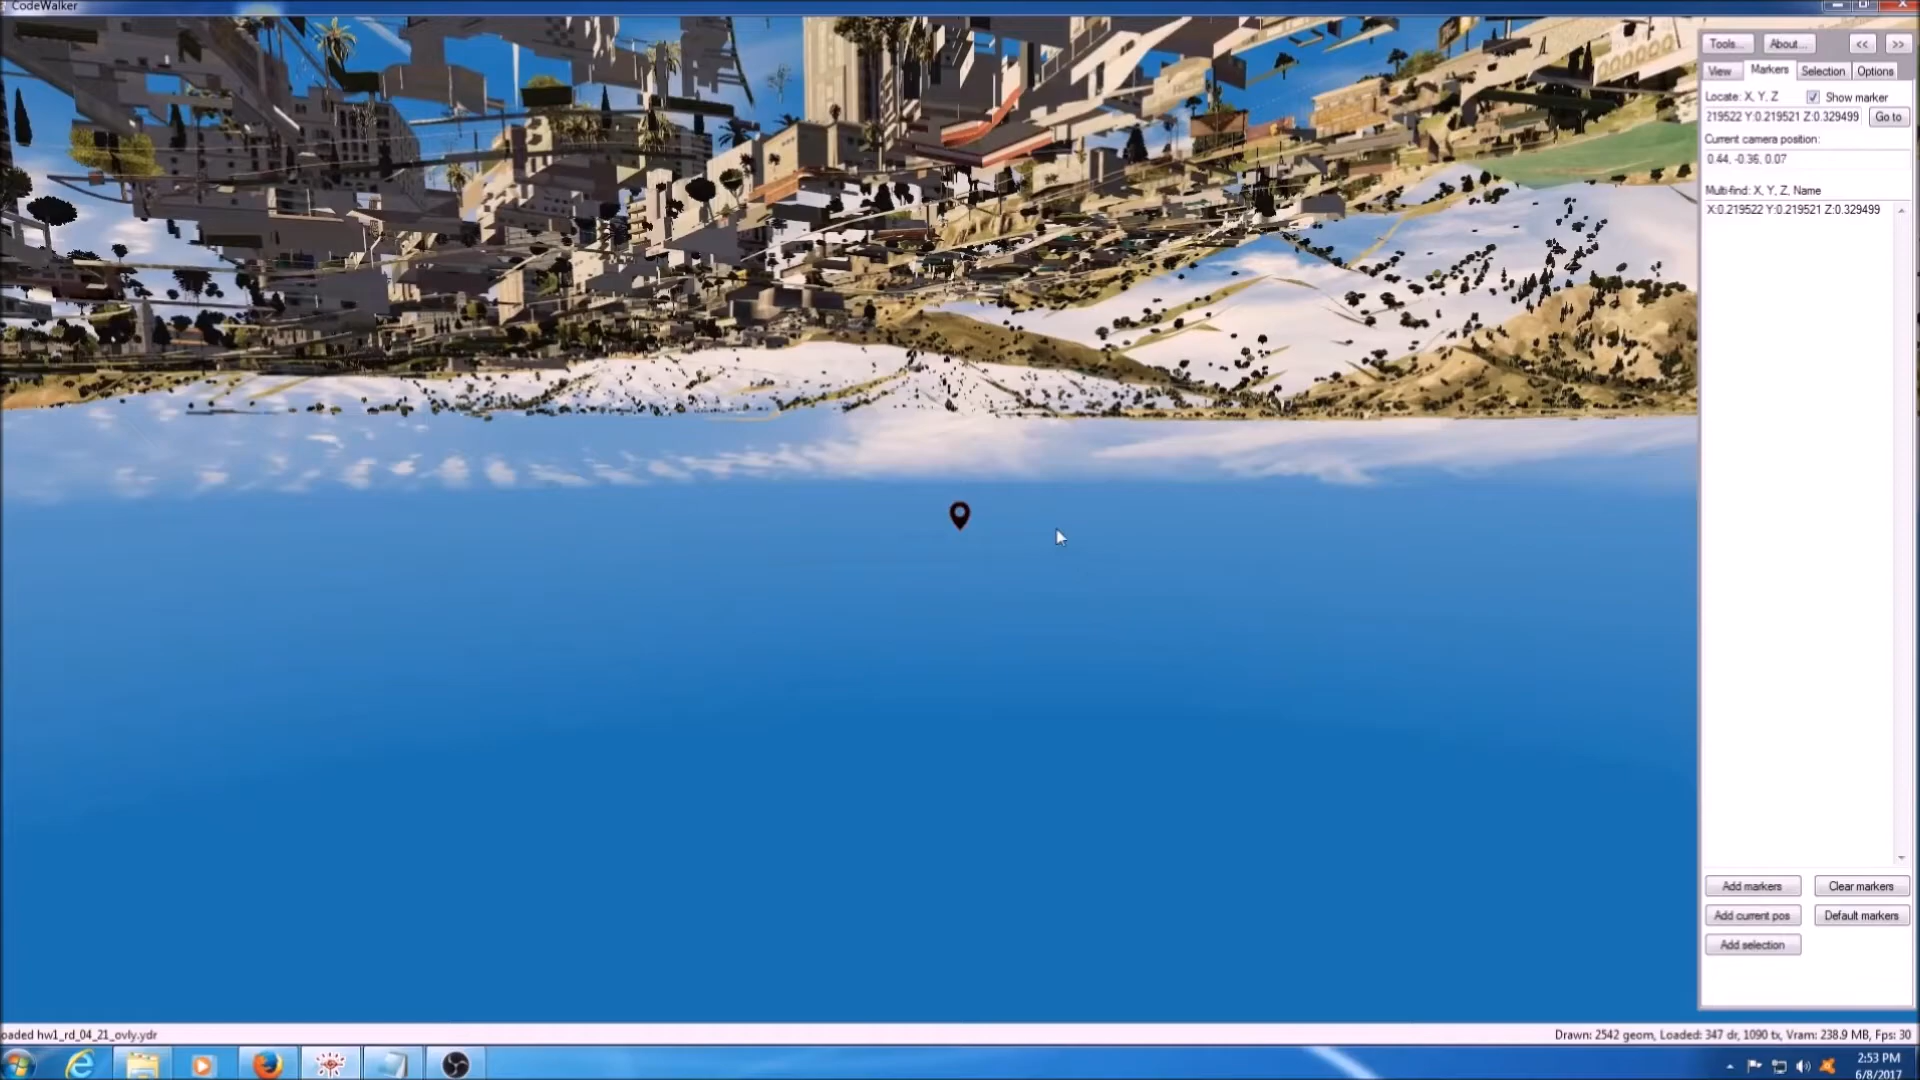 CodeWalker
Tools... About... << >>
View Markers Selection Options
Locate: X, Y, Z Show marker
219522 Y:0.219521 Z:0.329499 Go to
Current camera position:
0.44, -0.36, 0.07
Multi-find: X, Y, Z, Name
X:0.219522 Y:0.219521 Z:0.329499
Add markers Clear markers
Add current pos Default markers
Add selection
oaded hw1_rd_04_21_ovly.ydr
Drawn: 2542 geom, Loaded: 347 dr, 1090 tx, Vram: 238.9 MB, Fps: 30
2:53 PM
6/8/2017